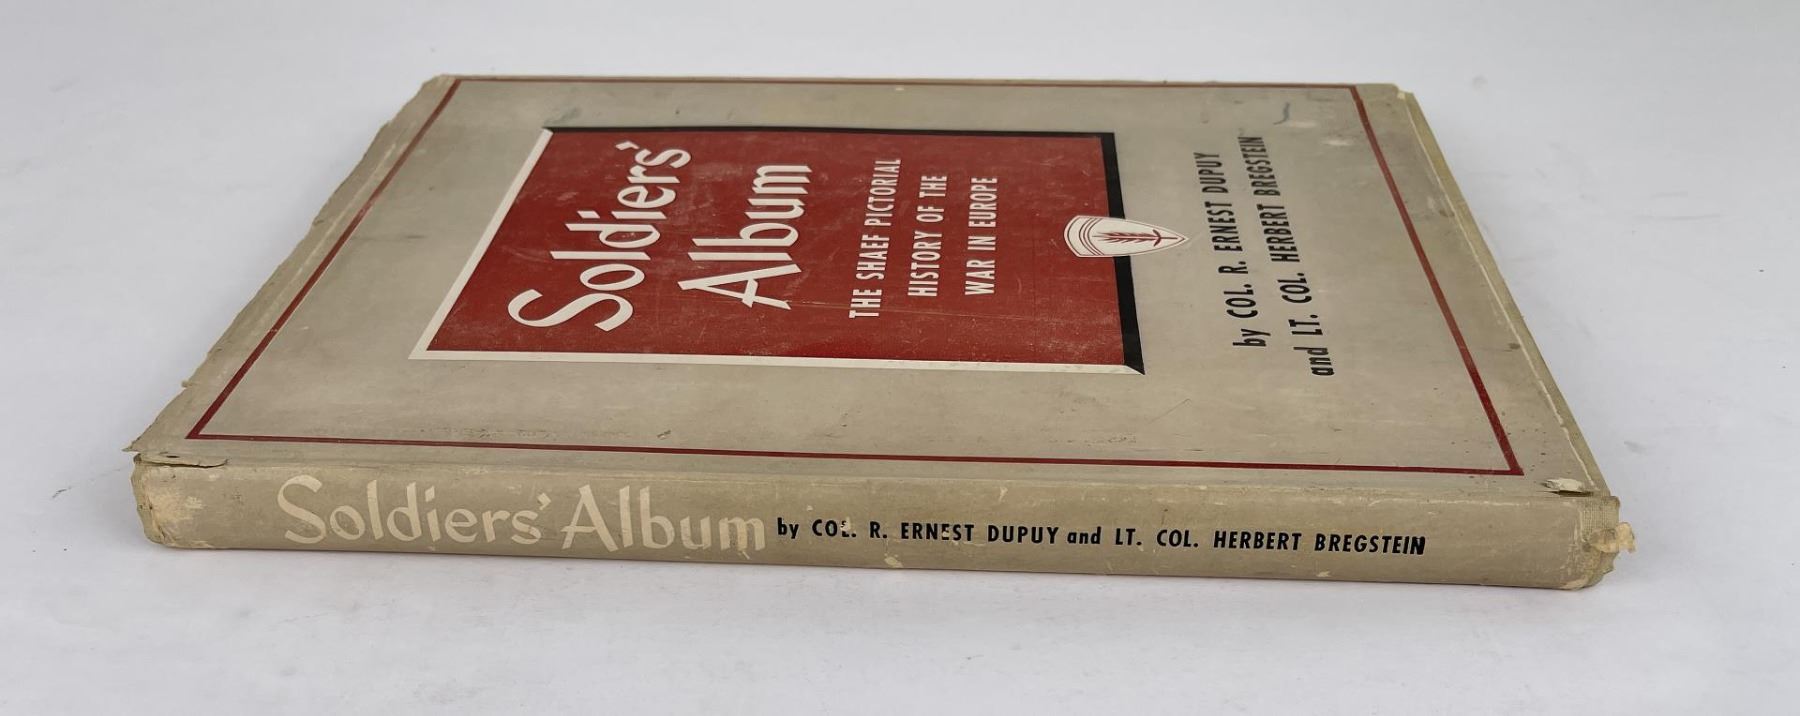 Soldiers'
Album
THE SHAEF PICTORIAL
HISTORY OF THE
WAR IN EUROPE
by COL. R. ERNEST DUPUY
and LT. COL. HERBERT BREGSTEIN
Soldiers' Album by COL. R. ERNEST DUPUY and LT. COL. HERBERT BREGSTEIN